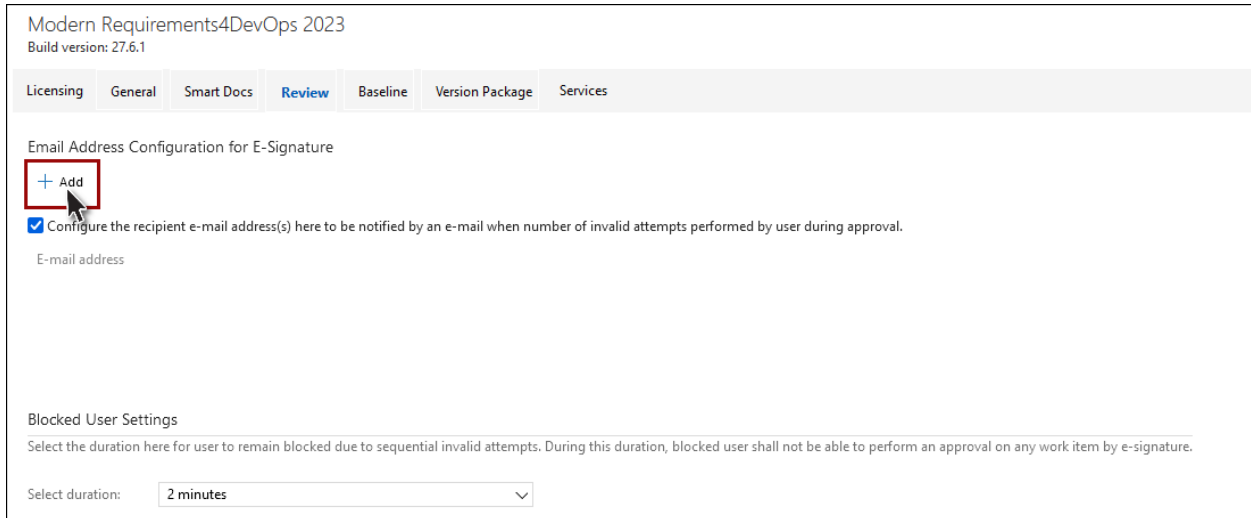 Modern Requirements4DevOps 2023
Build version: 27.6.1
Licensing General Smart Docs Review Baseline Version Package Services
Email Address Configuration for E-Signature
+ Add
Configure the recipient e-mail address(s) here to be notified by an e-mail when number of invalid attempts performed by user during approval.
E-mail address
Blocked User Settings
Select the duration here for user to remain blocked due to sequential invalid attempts. During this duration, blocked user shall not be able to perform an approval on any work item by e-signature.
Select duration: 2 minutes